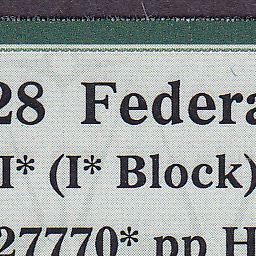 28 Federa
I* (I* Block)
27770* pp H